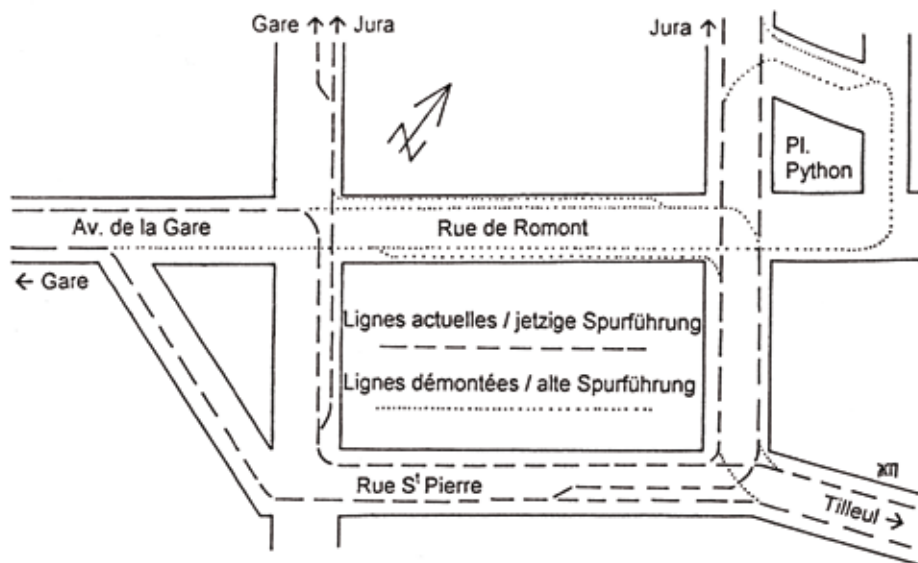 Gare ↑ ↑ Jura
Jura ↑
N
Pl.
Python
Av. de la Gare
Rue de Romont
← Gare
Lignes actuelles / jetzige Spurführung
Lignes démontées / alte Spurführung
Rue Sᵗ Pierre
Tilleul →